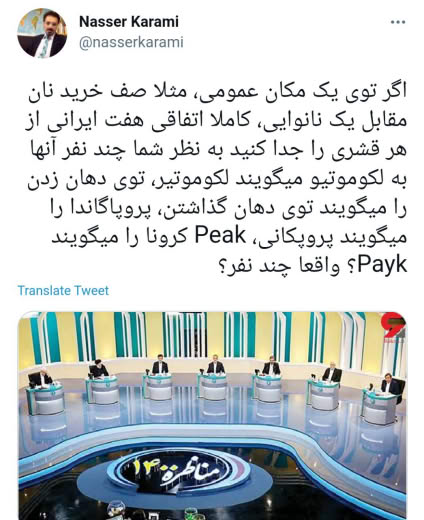 Nasser Karami
@nasserkarami
اگر توی یک مکان عمومی، مثلا صف خرید نان
مقابل یک نانوایی، کاملا اتفاقی هفت ایرانی از
هر قشری را جدا کنید به نظر شما چند نفر آنها
به لکوموتیو میگویند لکوموتیر، توی دهان زدن
را میگویند توی دهان گذاشتن، پروپاگاندا را
میگویند پروپکانی، Peak کرونا را میگویند
Payk؟ واقعا چند نفر؟
Translate Tweet
مناظره ۱۴۰۰